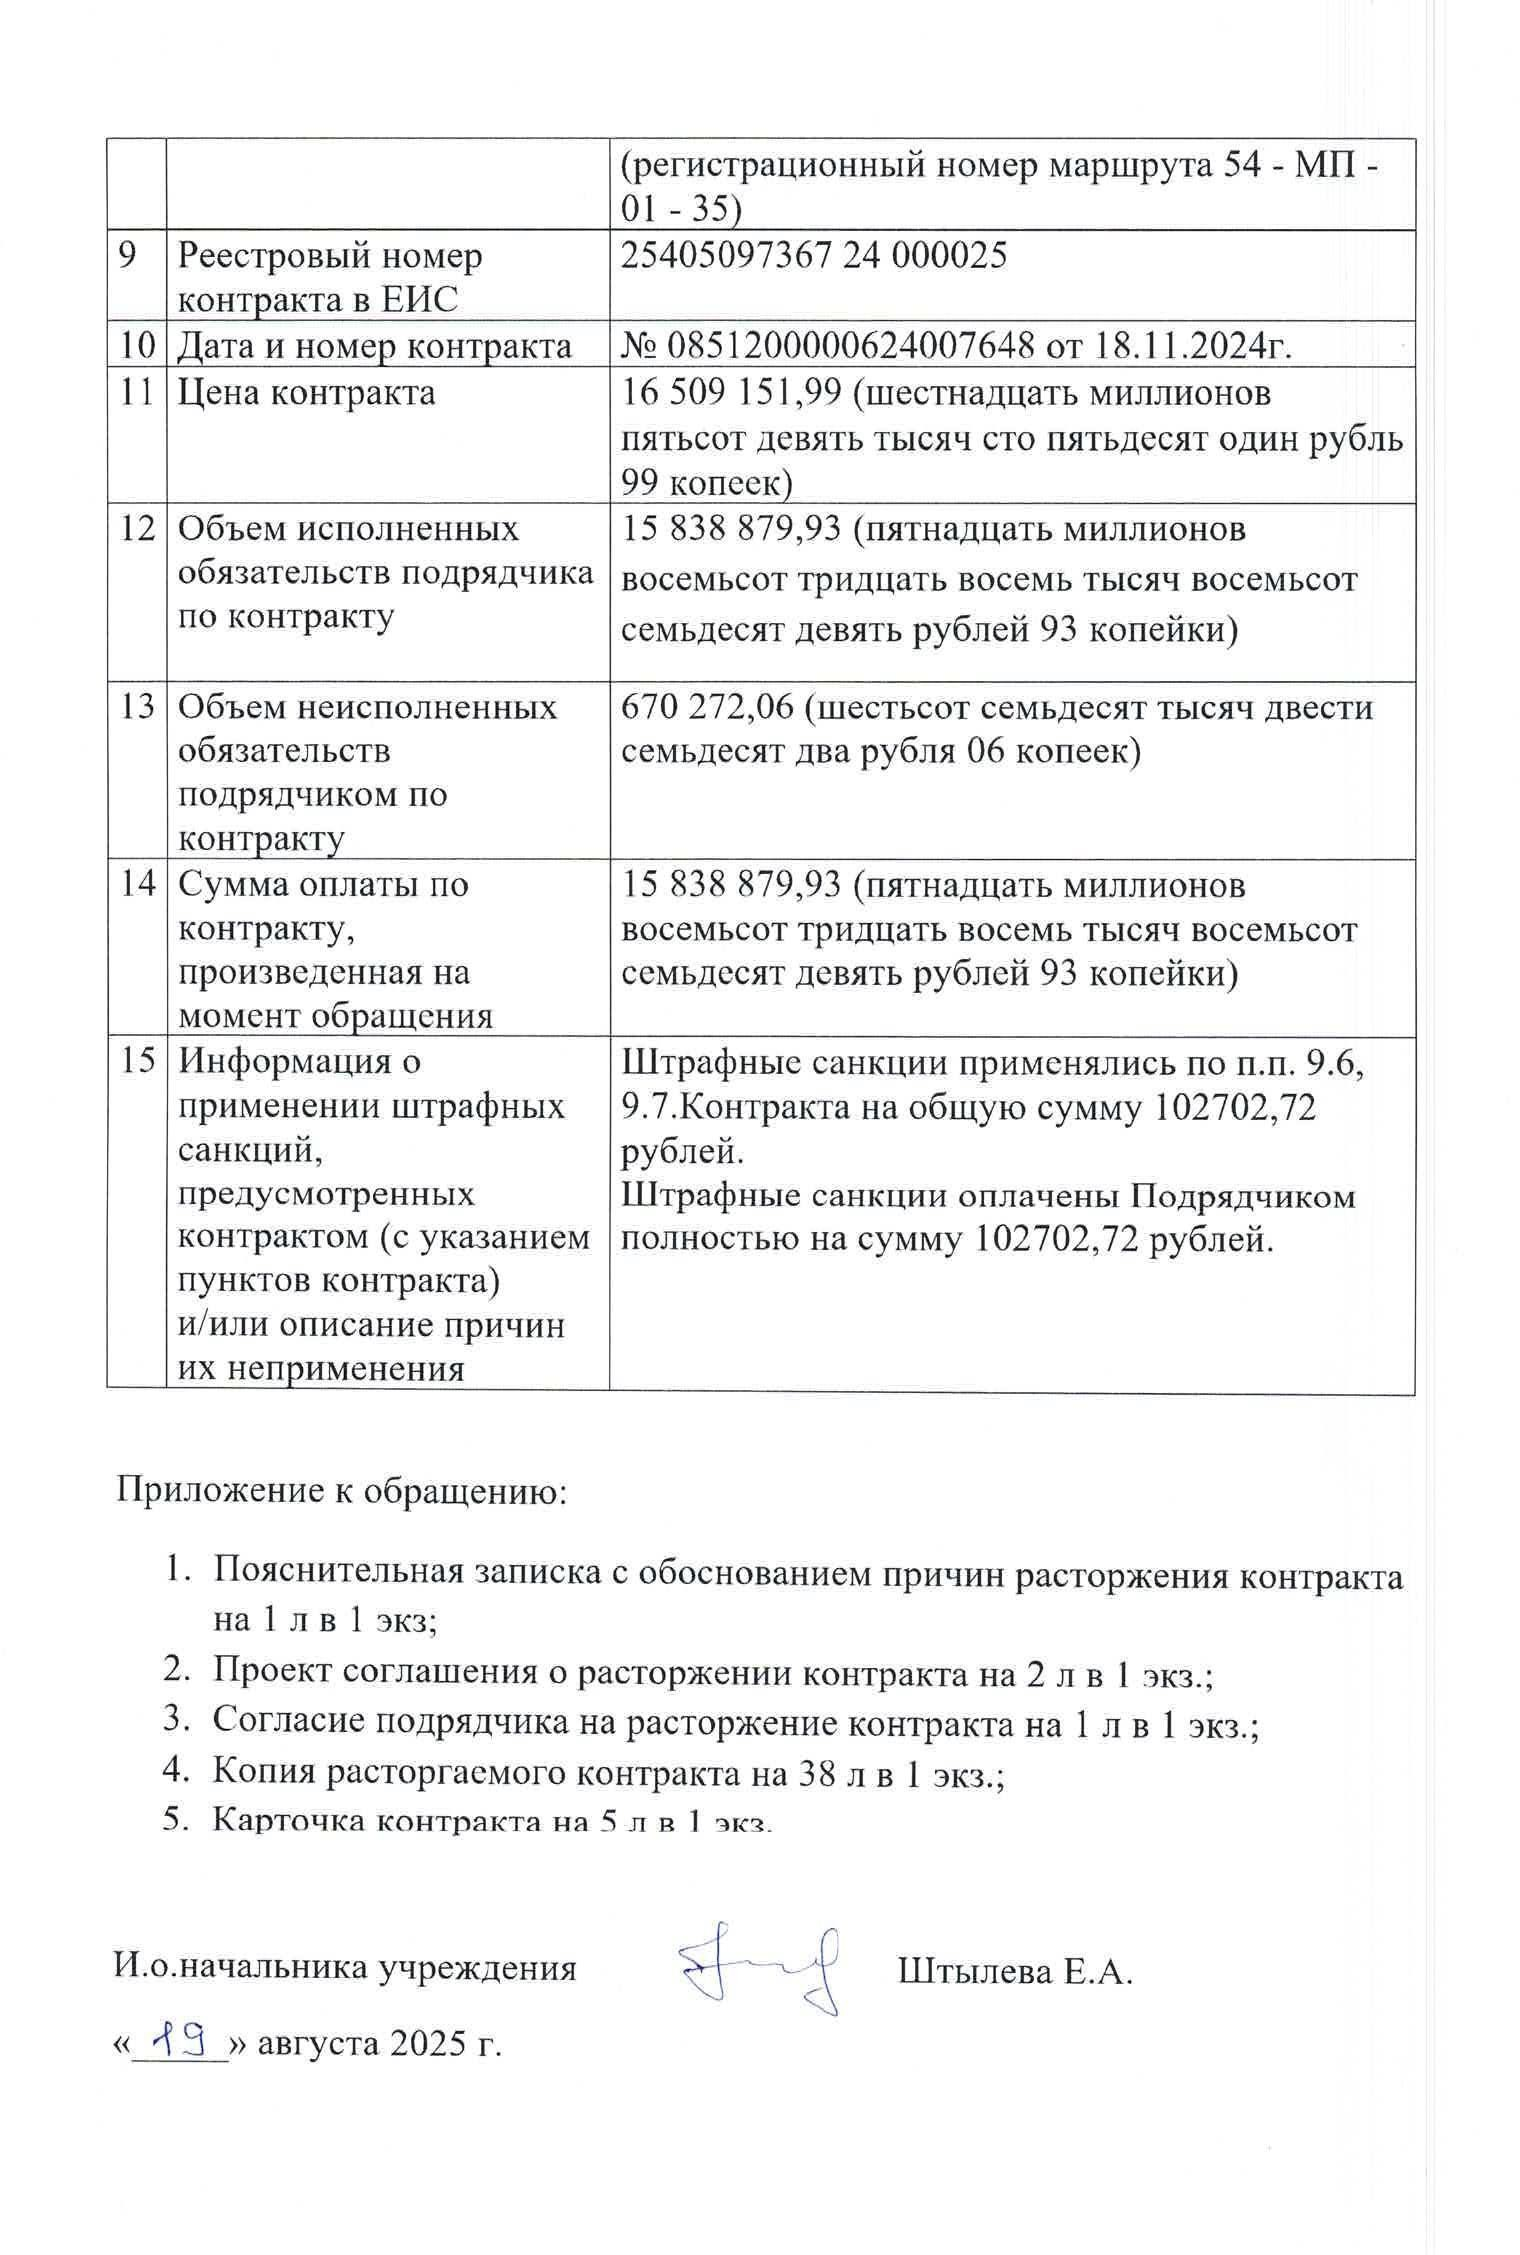 (регистрационный номер маршрута 54 - МП -
01 - 35)
9 Реестровый номер 25405097367 24 000025
контракта в ЕИС
10 Дата и номер контракта № 0851200000624007648 от 18.11.2024г.
11 Цена контракта 16 509 151,99 (шестнадцать миллионов
пятьсот девять тысяч сто пятьдесят один рубль
99 копеек)
12 Объем исполненных 15 838 879,93 (пятнадцать миллионов
обязательств подрядчика восемьсот тридцать восемь тысяч восемьсот
по контракту семьдесят девять рублей 93 копейки)
13 Объем неисполненных 670 272,06 (шестьсот семьдесят тысяч двести
обязательств семьдесят два рубля 06 копеек)
подрядчиком по
контракту
14 Сумма оплаты по 15 838 879,93 (пятнадцать миллионов
контракту, восемьсот тридцать восемь тысяч восемьсот
произведенная на семьдесят девять рублей 93 копейки)
момент обращения
15 Информация о Штрафные санкции применялись по п.п. 9.6,
применении штрафных 9.7.Контракта на общую сумму 102702,72
санкций, рублей.
предусмотренных Штрафные санкции оплачены Подрядчиком
контрактом (с указанием полностью на сумму 102702,72 рублей.
пунктов контракта)
и/или описание причин
их неприменения
Приложение к обращению:
1. Пояснительная записка с обоснованием причин расторжения контракта
на 1 л в 1 экз;
2. Проект соглашения о расторжении контракта на 2 л в 1 экз.;
3. Согласие подрядчика на расторжение контракта на 1 л в 1 экз.;
4. Копия расторгаемого контракта на 38 л в 1 экз.;
5. Карточка контракта на 5 л в 1 экз.
И.о.начальника учреждения Штылева Е.А.
«19» августа 2025 г.